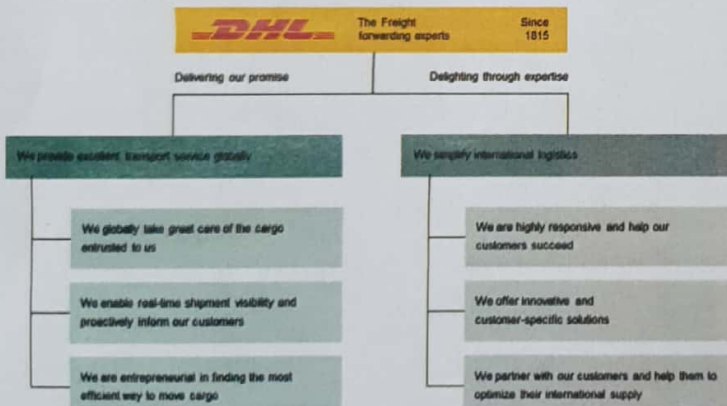 DHL
The Freight
forwarding experts
Since
1815
Delivering our promise
Delighting through expertise
We provide excellent transport service globally
We simplify international logistics
We globally take great care of the cargo
entrusted to us
We enable real-time shipment visibility and
proactively inform our customers
We are entrepreneurial in finding the most
efficient way to move cargo
We are highly responsive and help our
customers succeed
We offer innovative and
customer-specific solutions
We partner with our customers and help them to
optimize their international supply